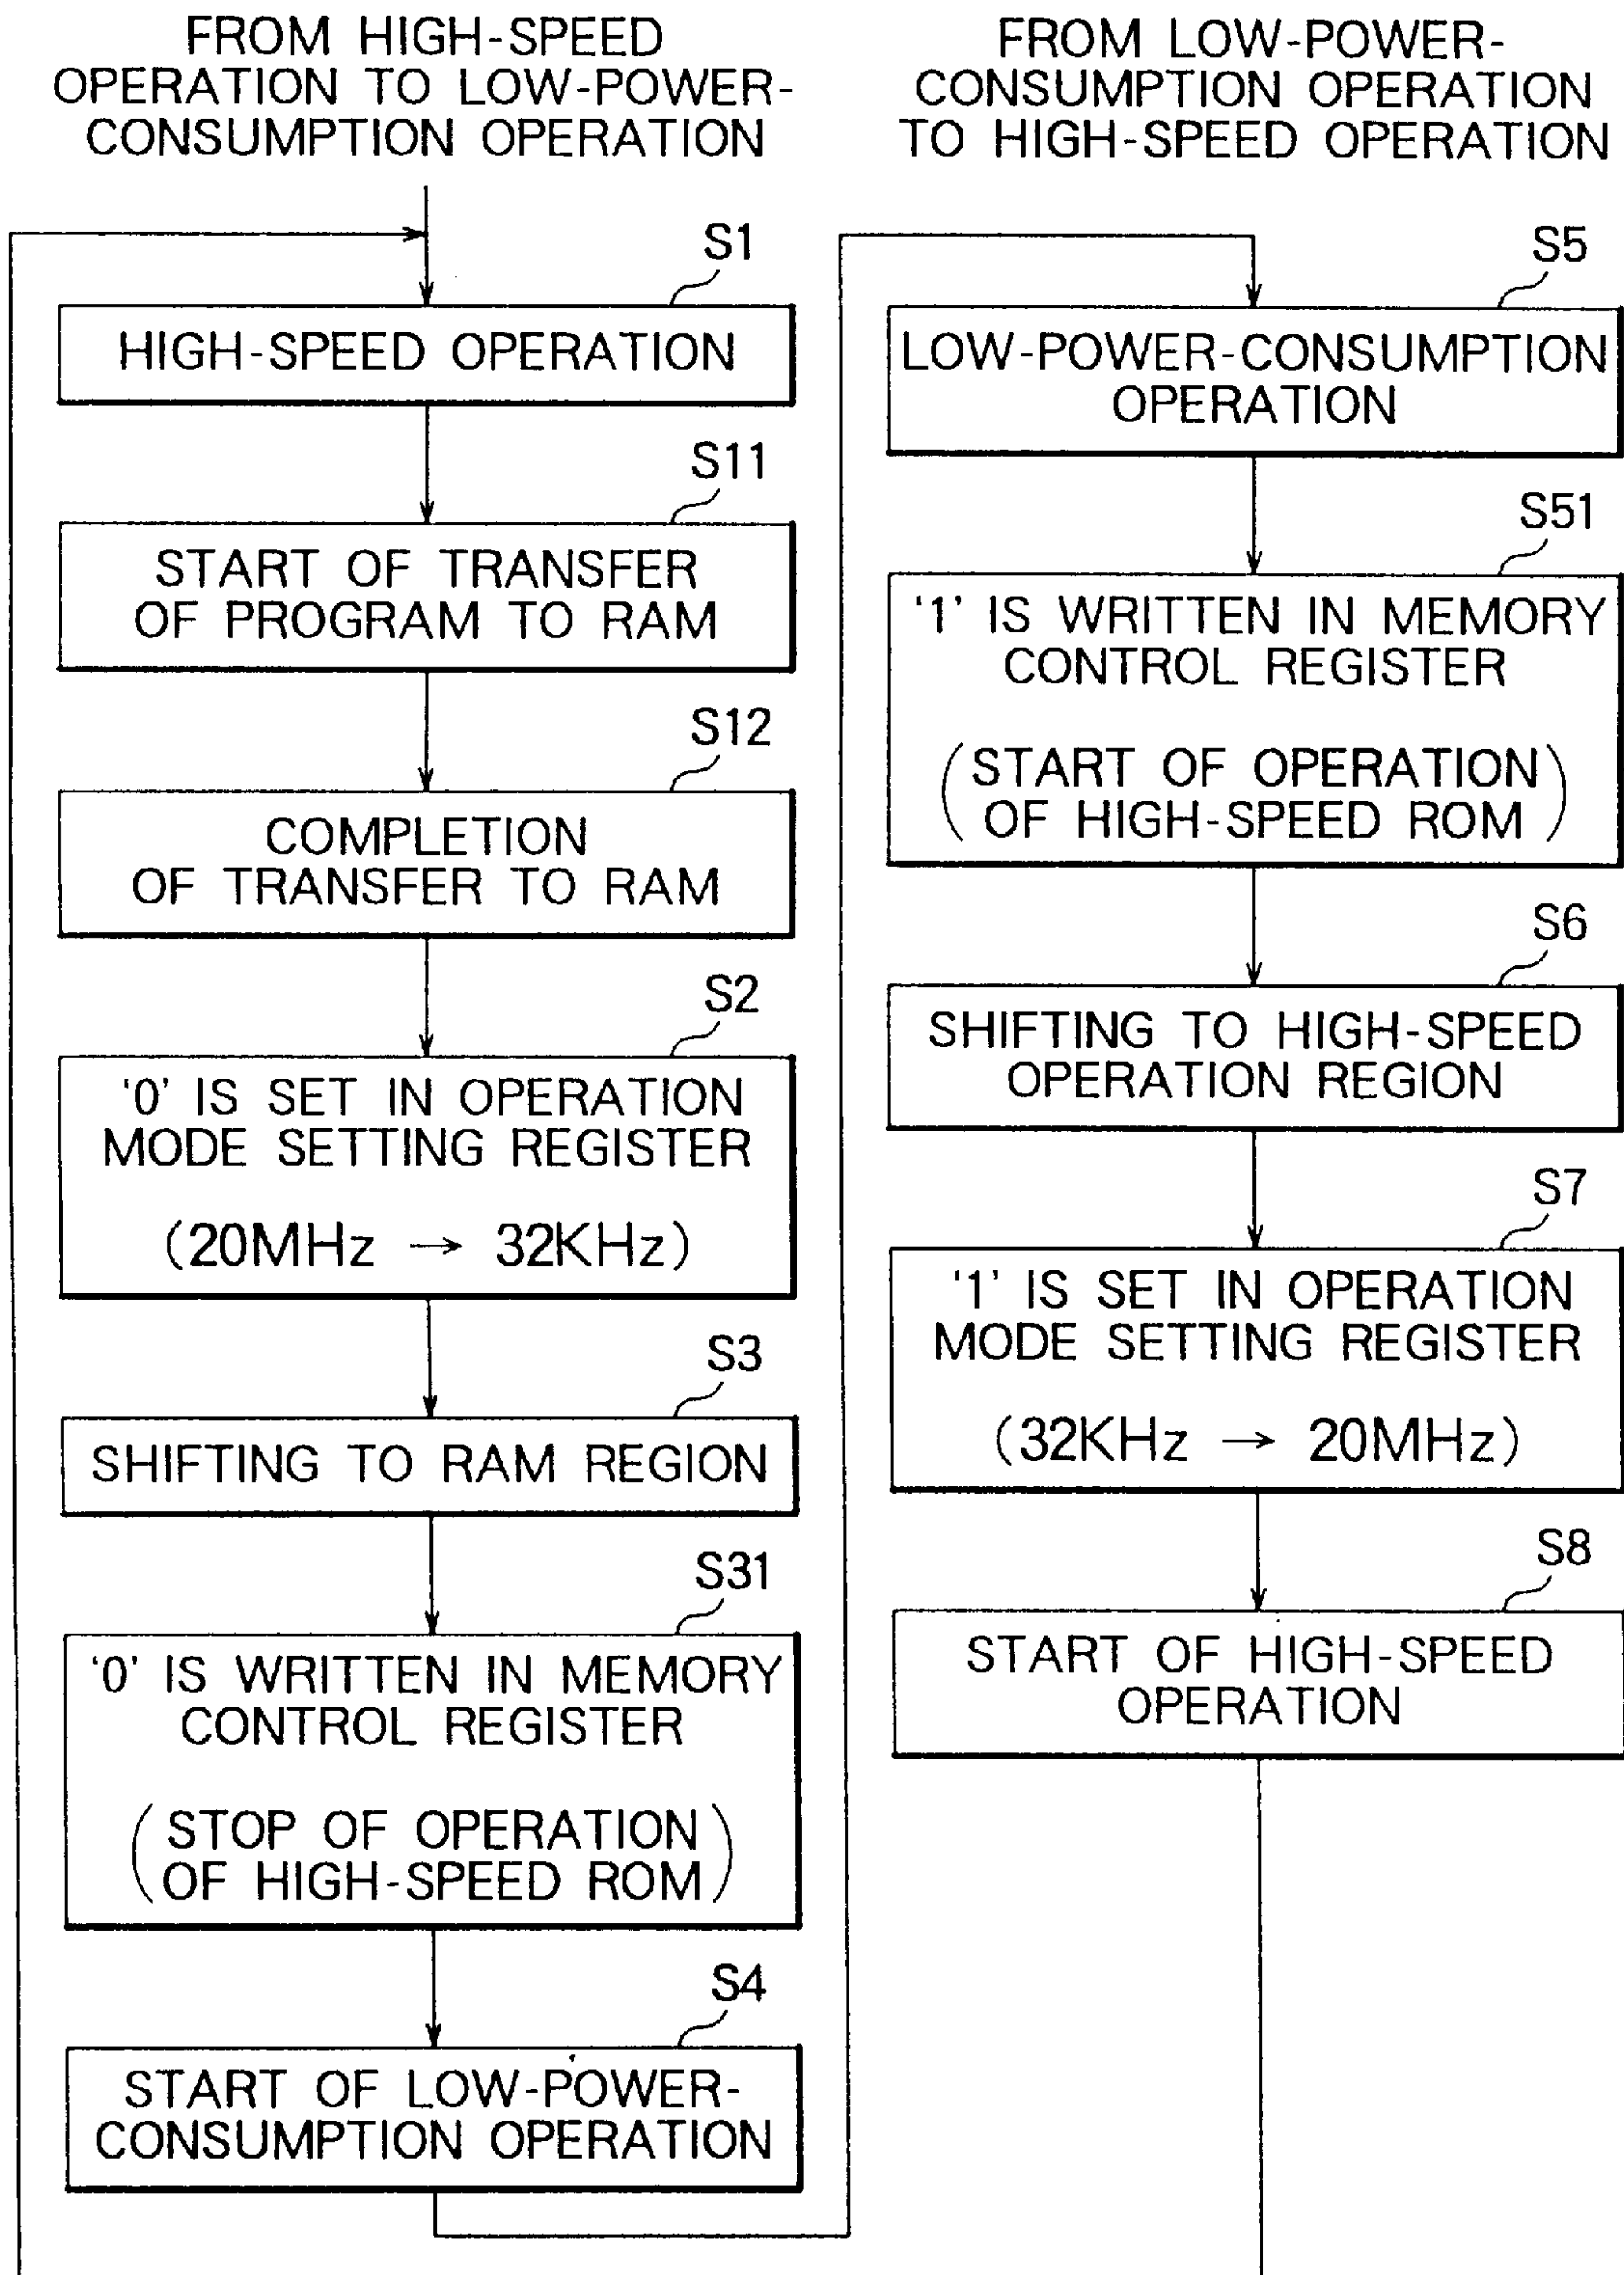 FROM HIGH-SPEED
OPERATION TO LOW-POWER-
CONSUMPTION OPERATION
S1
HIGH-SPEED OPERATION
S11
START OF TRANSFER
OF PROGRAM TO RAM
S12
COMPLETION
OF TRANSFER TO RAM
S2
‘0’ IS SET IN OPERATION
MODE SETTING REGISTER
(20MHz → 32KHz)
S3
SHIFTING TO RAM REGION
S31
‘0’ IS WRITTEN IN MEMORY
CONTROL REGISTER
(STOP OF OPERATION
OF HIGH-SPEED ROM)
S4
START OF LOW-POWER-
CONSUMPTION OPERATION
FROM LOW-POWER-
CONSUMPTION OPERATION
TO HIGH-SPEED OPERATION
S5
LOW-POWER-CONSUMPTION
OPERATION
S51
‘1’ IS WRITTEN IN MEMORY
CONTROL REGISTER
(START OF OPERATION
OF HIGH-SPEED ROM)
S6
SHIFTING TO HIGH-SPEED
OPERATION REGION
S7
‘1’ IS SET IN OPERATION
MODE SETTING REGISTER
(32KHz → 20MHz)
S8
START OF HIGH-SPEED
OPERATION